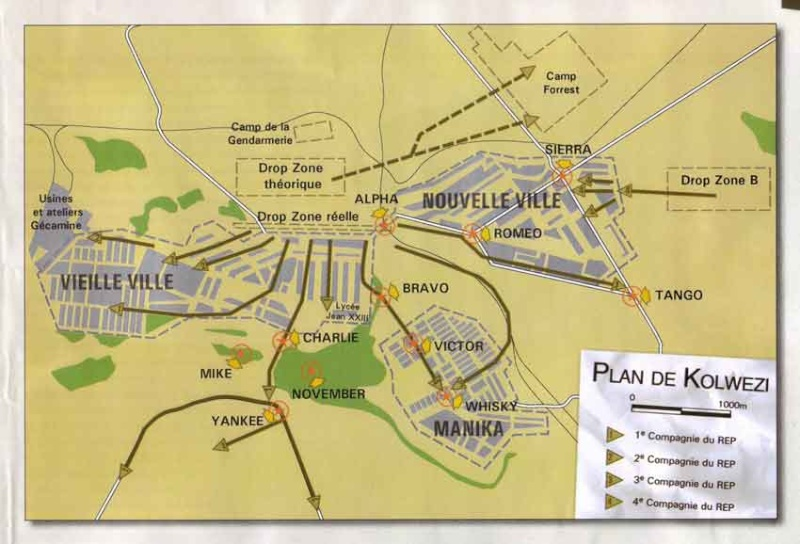 Camp
Forrest
Camp de la
Gendarmerie
SIERRA
Drop Zone
théorique
Drop Zone B
Usines
et ateliers
Gécamine
ALPHA
NOUVELLE VILLE
Drop Zone réelle
ROMEO
VIEILLE VILLE
BRAVO
TANGO
Lycée
Jean XXIII
CHARLIE
VICTOR
MIKE
NOVEMBER
WHISKY
YANKEE
MANIKA
PLAN DE KOLWEZI
0 1000m
1e Compagnie du REP
2e Compagnie du REP
3e Compagnie du REP
4e Compagnie du REP